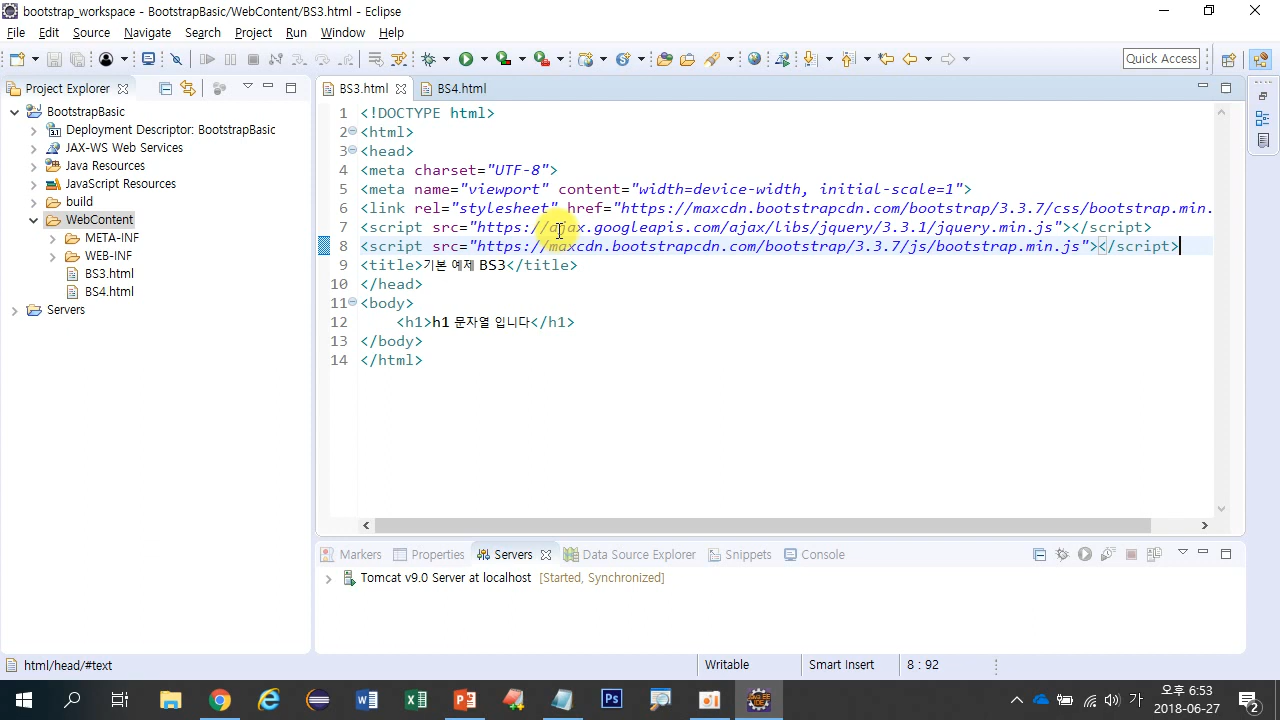 bootstrap_workspace - BootstrapBasic/WebContent/BS3.html - Eclipse
File Edit Source Navigate Search Project Run Window Help
Quick Access
Project Explorer
BootstrapBasic
Deployment Descriptor: BootstrapBasic
JAX-WS Web Services
Java Resources
JavaScript Resources
build
WebContent
META-INF
WEB-INF
BS3.html
BS4.html
Servers
BS3.html BS4.html
1 <!DOCTYPE html>
2 <html>
3 <head>
4 <meta charset="UTF-8">
5 <meta name="viewport" content="width=device-width, initial-scale=1">
6 <link rel="stylesheet" href="https://maxcdn.bootstrapcdn.com/bootstrap/3.3.7/css/bootstrap.min.
7 <script src="https://ajax.googleapis.com/ajax/libs/jquery/3.3.1/jquery.min.js"></script>
8 <script src="https://maxcdn.bootstrapcdn.com/bootstrap/3.3.7/js/bootstrap.min.js"></script>
9 <title>기본 예제 BS3</title>
10 </head>
11 <body>
12 <h1>h1 문자열 입니다</h1>
13 </body>
14 </html>
Markers Properties Servers Data Source Explorer Snippets Console
Tomcat v9.0 Server at localhost [Started, Synchronized]
html/head/#text
Writable
Smart Insert
8 : 92
가
오후 6:53
2018-06-27
2